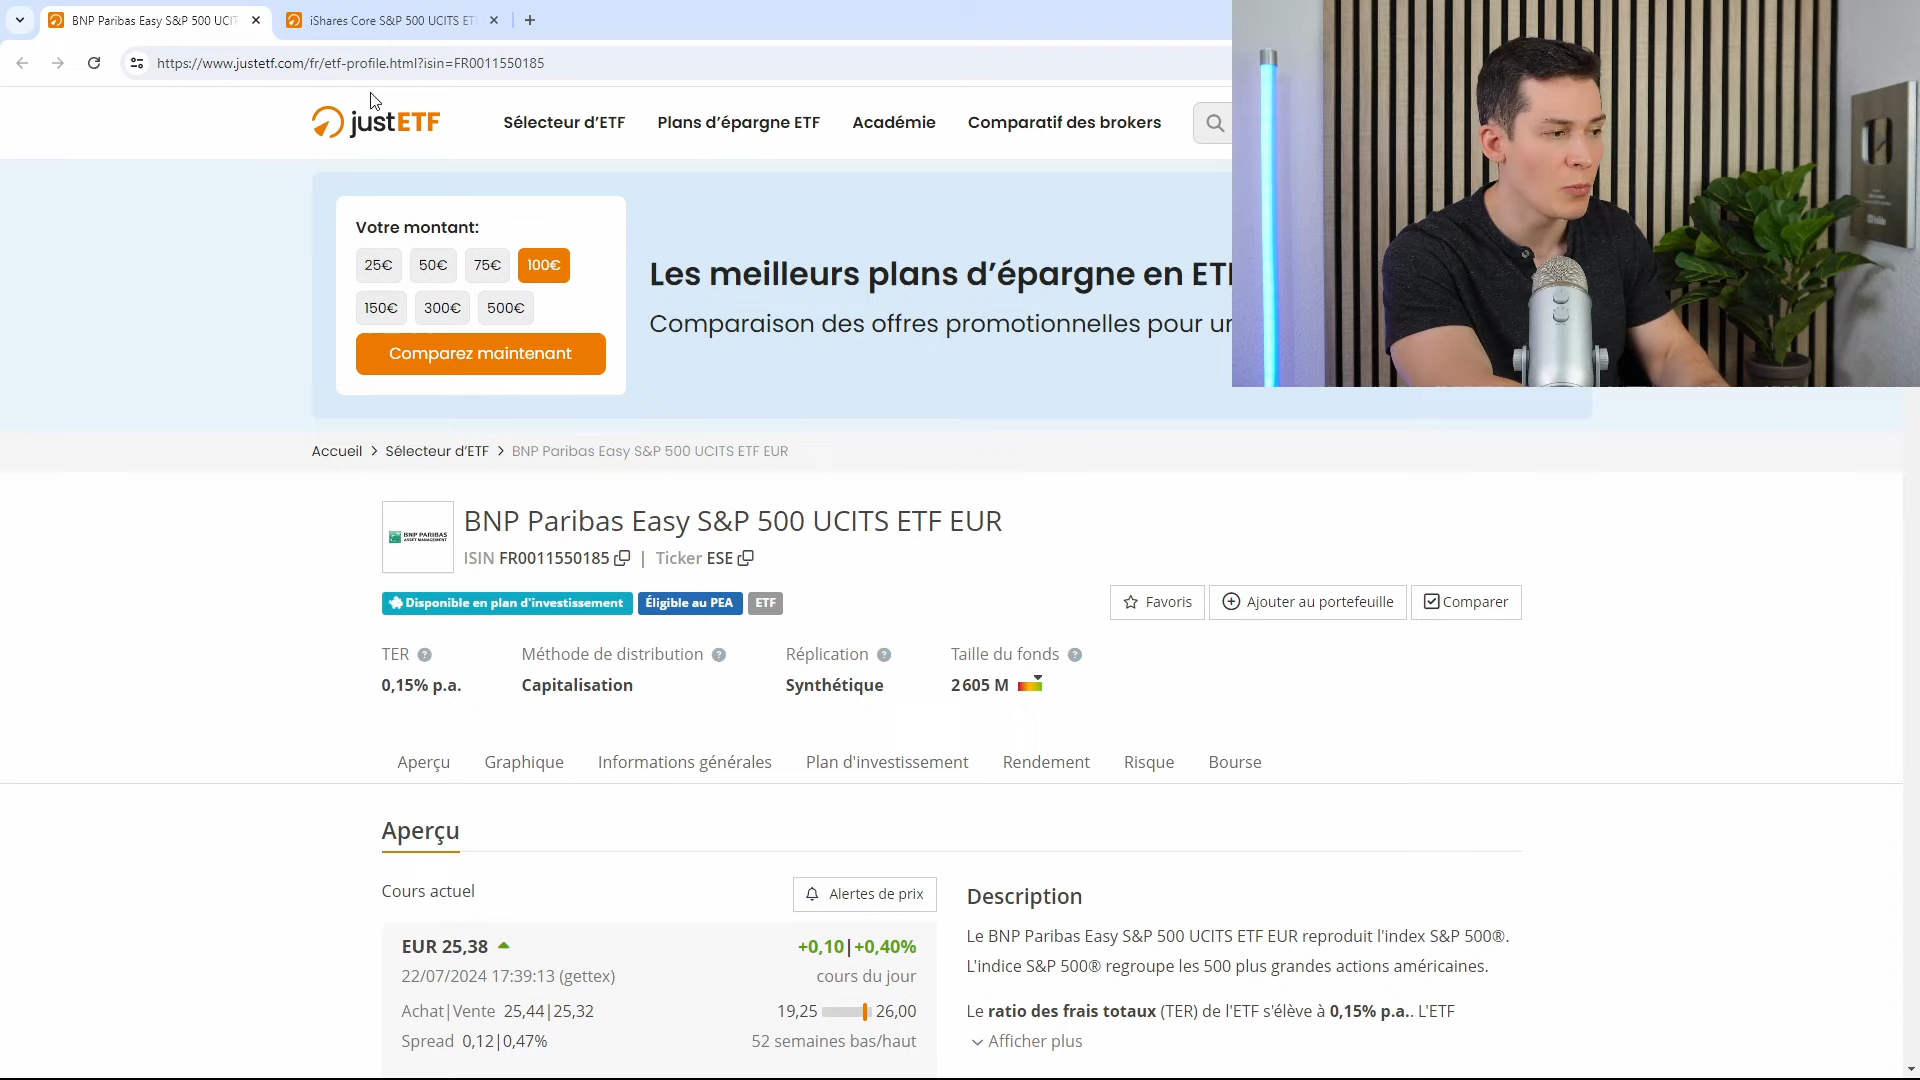 BNP Paribas Easy S&P 500 UCIT
iShares Core S&P 500 UCITS ET
https://www.justetf.com/fr/etf-profile.html?isin=FR0011550185
justETF
Sélecteur d'ETF
Plans d'épargne ETF
Académie
Comparatif des brokers
Votre montant:
25€ 50€ 75€ 100€
150€ 300€ 500€
Comparez maintenant
Les meilleurs plans d'épargne en ET
Comparaison des offres promotionnelles pour un
Accueil > Sélecteur d'ETF > BNP Paribas Easy S&P 500 UCITS ETF EUR
BNP PARIBAS
ASSET MANAGEMENT
BNP Paribas Easy S&P 500 UCITS ETF EUR
ISIN FR0011550185 | Ticker ESE
Disponible en plan d'investissement Éligible au PEA ETF
Favoris Ajouter au portefeuille Comparer
TER Méthode de distribution Réplication Taille du fonds
0,15% p.a. Capitalisation Synthétique 2 605 M
Aperçu Graphique Informations générales Plan d'investissement Rendement Risque Bourse
Aperçu
Cours actuel
Alertes de prix
EUR 25,38 +0,10|+0,40%
22/07/2024 17:39:13 (gettex) cours du jour
Achat|Vente 25,44|25,32 19,25 26,00
Spread 0,12|0,47% 52 semaines bas/haut
Description
Le BNP Paribas Easy S&P 500 UCITS ETF EUR reproduit l'index S&P 500®.
L'indice S&P 500® regroupe les 500 plus grandes actions américaines.
Le ratio des frais totaux (TER) de l'ETF s'élève à 0,15% p.a.. L'ETF
Afficher plus